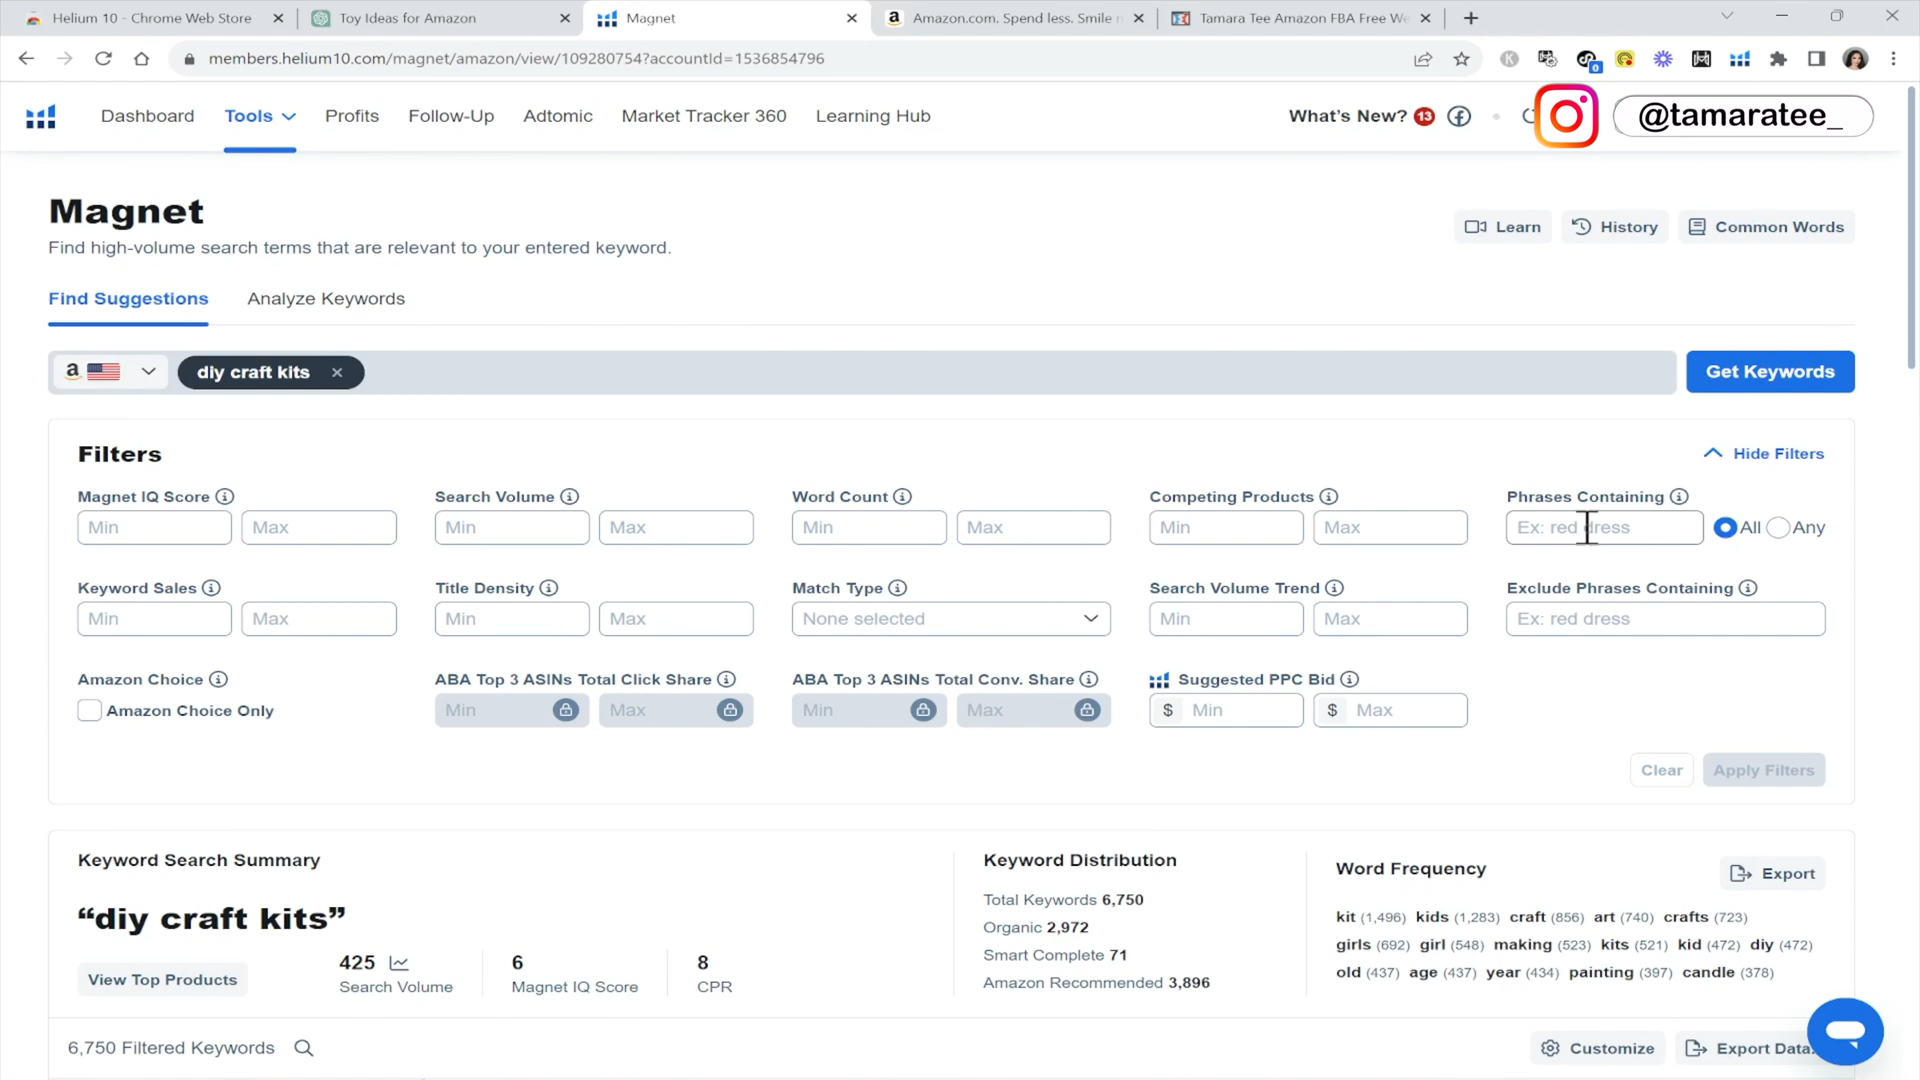 Helium 10 - Chrome Web Store
Toy Ideas for Amazon
Magnet
Amazon.com. Spend less. Smile
Tamara Tee Amazon FBA Free We
members.helium10.com/magnet/amazon/view/109280754?accountId=1536854796
0
Dashboard Tools Profits Follow-Up Adtomic Market Tracker 360 Learning Hub
What's New? 13
@tamaratee_
Magnet
Find high-volume search terms that are relevant to your entered keyword.
Learn History Common Words
Find Suggestions Analyze Keywords
a diy craft kits × Get Keywords
Filters Hide Filters
Magnet IQ Score Search Volume Word Count Competing Products Phrases Containing
Min Max Min Max Min Max Min Max Ex: red dress All Any
Keyword Sales Title Density Match Type Search Volume Trend Exclude Phrases Containing
Min Max Min Max None selected Min Max Ex: red dress
Amazon Choice ABA Top 3 ASINs Total Click Share ABA Top 3 ASINs Total Conv. Share Suggested PPC Bid
Amazon Choice Only Min Max Min Max $ Min $ Max
Clear Apply Filters
Keyword Search Summary
“diy craft kits”
View Top Products
425
Search Volume
6
Magnet IQ Score
8
CPR
Keyword Distribution
Total Keywords 6,750
Organic 2,972
Smart Complete 71
Amazon Recommended 3,896
Word Frequency
Export
kit (1,496) kids (1,283) craft (856) art (740) crafts (723)
girls (692) girl (548) making (523) kits (521) kid (472) diy (472)
old (437) age (437) year (434) painting (397) candle (378)
6,750 Filtered Keywords
Customize Export Data